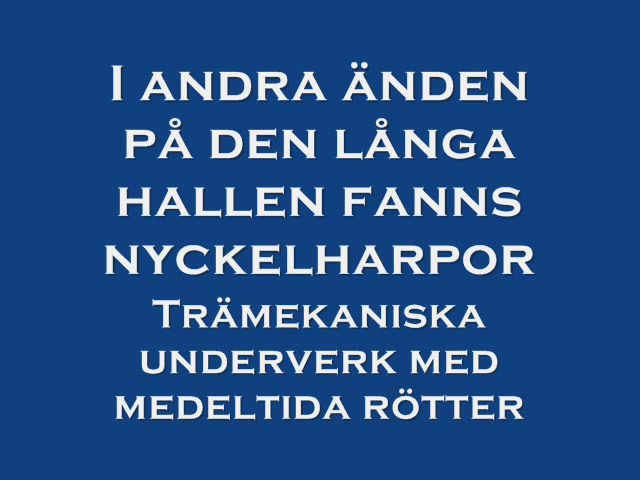 I andra änden
på den långa
hallen fanns
nyckelharpor
Trämekaniska
underverk med
medeltida rötter